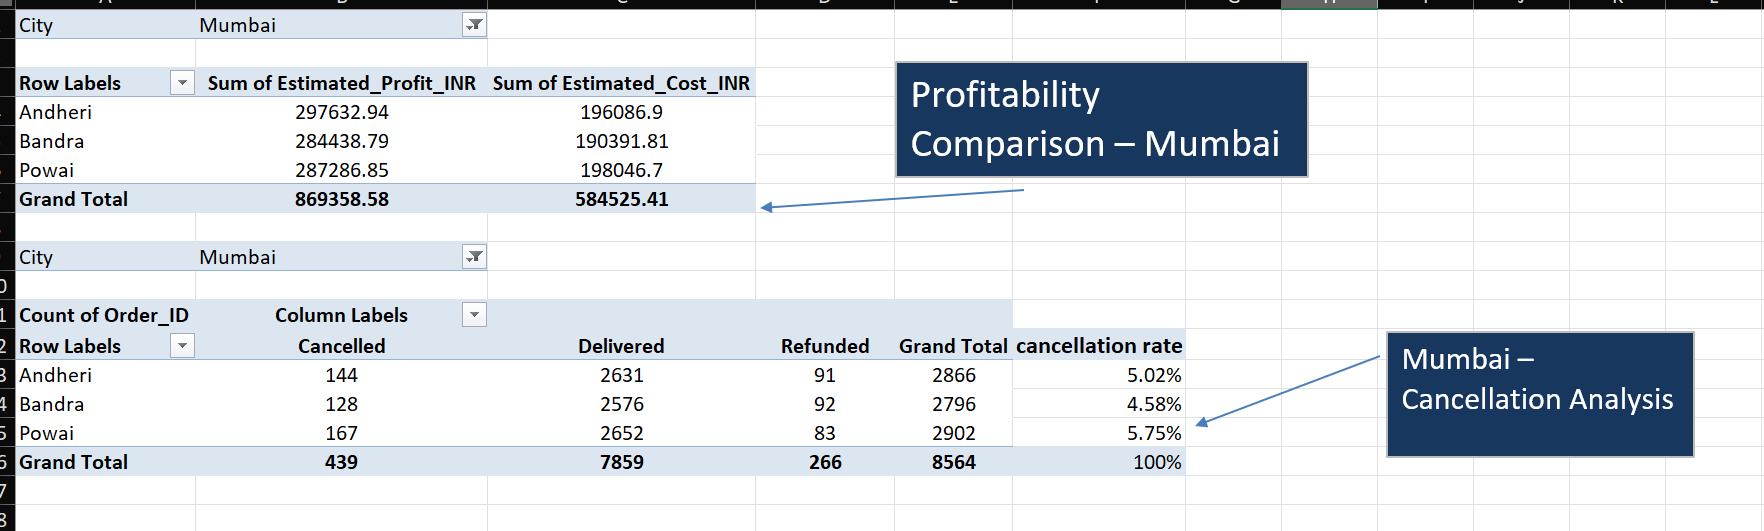 City Mumbai
Row Labels Sum of Estimated_Profit_INR Sum of Estimated_Cost_INR
Andheri 297632.94 196086.9
Bandra 284438.79 190391.81
Powai 287286.85 198046.7
Grand Total 869358.58 584525.41
Profitability
Comparison – Mumbai
City Mumbai
Count of Order_ID Column Labels
Row Labels Cancelled Delivered Refunded Grand Total cancellation rate
Andheri 144 2631 91 2866 5.02%
Bandra 128 2576 92 2796 4.58%
Powai 167 2652 83 2902 5.75%
Grand Total 439 7859 266 8564 100%
Mumbai –
Cancellation Analysis